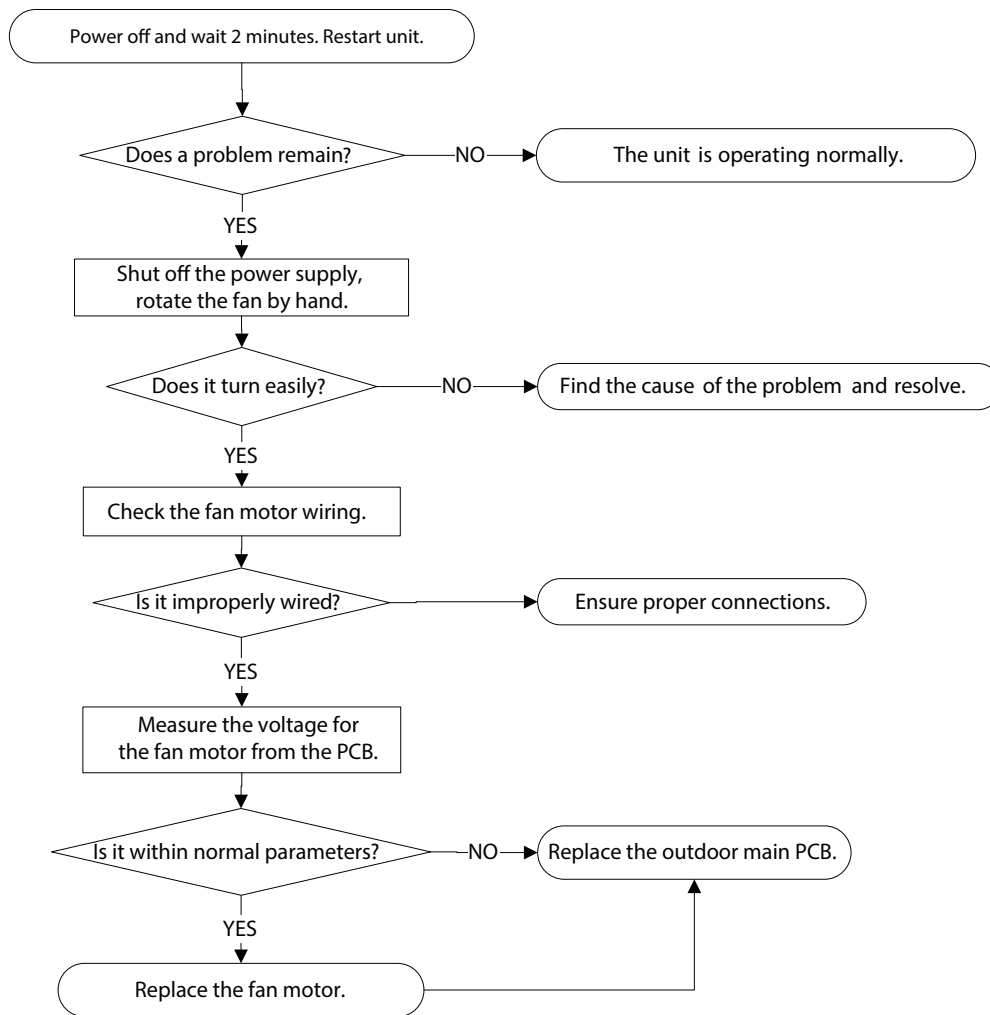 Power off and wait 2 minutes. Restart unit.
Does a problem remain?
NO
The unit is operating normally.
YES
Shut off the power supply,
rotate the fan by hand.
Does it turn easily?
NO
Find the cause of the problem and resolve.
YES
Check the fan motor wiring.
Is it improperly wired?
Ensure proper connections.
YES
Measure the voltage for
the fan motor from the PCB.
Is it within normal parameters?
NO
Replace the outdoor main PCB.
YES
Replace the fan motor.